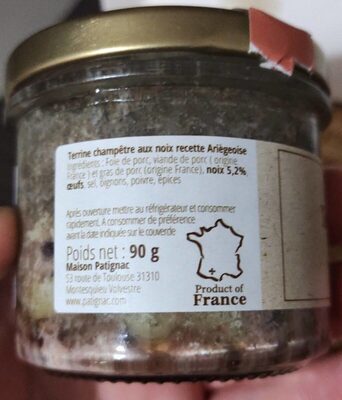 Terrine champêtre aux noix recette Ariègeoise
Ingrédients : Foie de porc, viande de porc ( origine
France ) et gras de porc (origine France), noix 5,2%,
œufs, sel, oignons, poivre, épices
Après ouverture mettre au réfrigérateur et consommer
rapidement. A consommer de préférence
avant la date indiquée sur le couvercle
Poids net : 90 g
Maison Patignac
53 route de Toulouse 31310
Montesquieu Volvestre
www.patignac.com
Product of
France